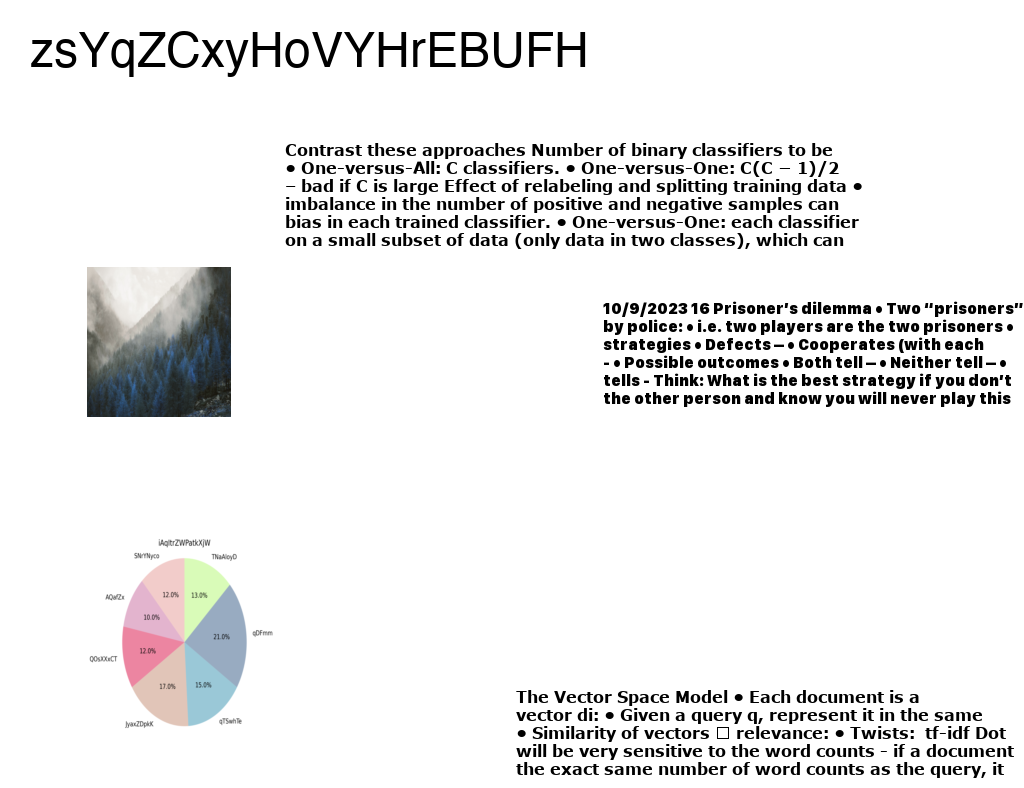 zsYqZCxyHoVYHrEBUFH
Contrast these approaches Number of binary classifiers to be
• One-versus-All: C classifiers. • One-versus-One: C(C − 1)/2
– bad if C is large Effect of relabeling and splitting training data •
imbalance in the number of positive and negative samples can
bias in each trained classifier. • One-versus-One: each classifier
on a small subset of data (only data in two classes), which can
10/9/2023 16 Prisoner’s dilemma • Two “prisoners”
by police: • i.e. two players are the two prisoners •
strategies • Defects – • Cooperates (with each
- • Possible outcomes • Both tell – • Neither tell – •
tells - Think: What is the best strategy if you don’t
the other person and know you will never play this
iAqItrZWPatkXjW
SNrYNyco
TNaAloyD
12.0%
13.0%
AQafZx
10.0%
21.0%
qDFmm
QOsXXxCT
12.0%
17.0%
15.0%
JyaxZDpkK
qTSwhTe
The Vector Space Model • Each document is a
vector di: • Given a query q, represent it in the same
• Similarity of vectors □ relevance: • Twists: tf-idf Dot
will be very sensitive to the word counts - if a document
the exact same number of word counts as the query, it